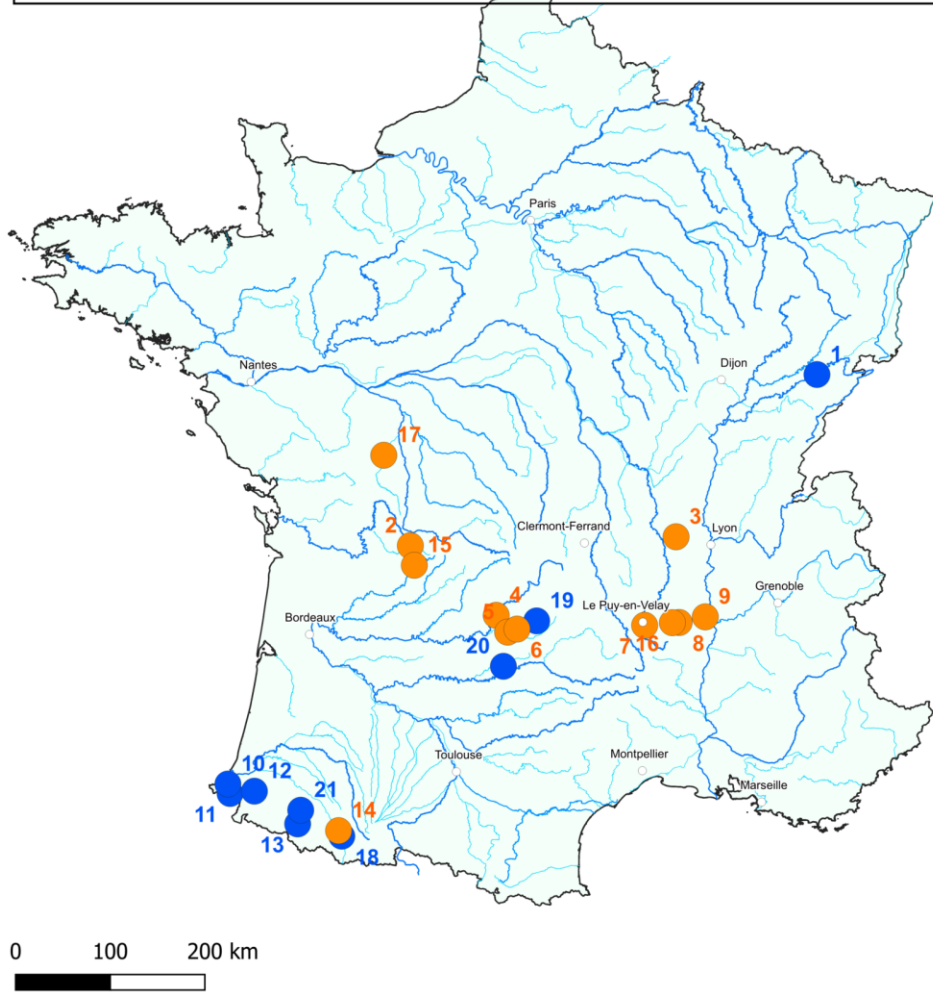 Paris
1
Dijon
Nantes
17
2
15
3
Clermont-Ferrand
Lyon
4
19
Le Puy-en-Velay
Grenoble
9
5
Bordeaux
20
6
7
16
8
Toulouse
Montpellier
Marseille
10
12
21
11
14
13
18
0 100 200 km